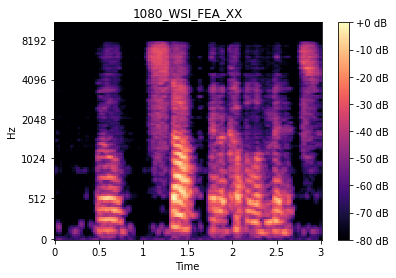 1080_WSI_FEA_XX
+0 dB
8192
-10 dB
4096
-20 dB
-30 dB
2048
Hz
-40 dB
1024
-50 dB
512
-60 dB
-70 dB
0
-80 dB
0 0.5 1 1.5 2 2.5 3
Time